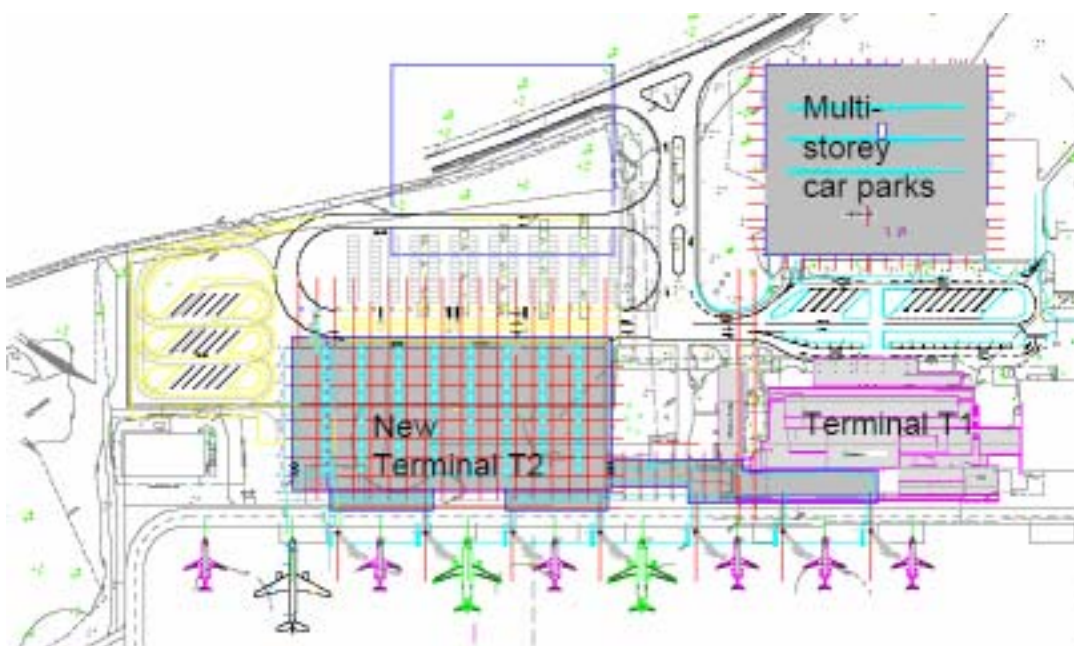 Multi-
storey
car parks
New
Terminal T2
Terminal T1